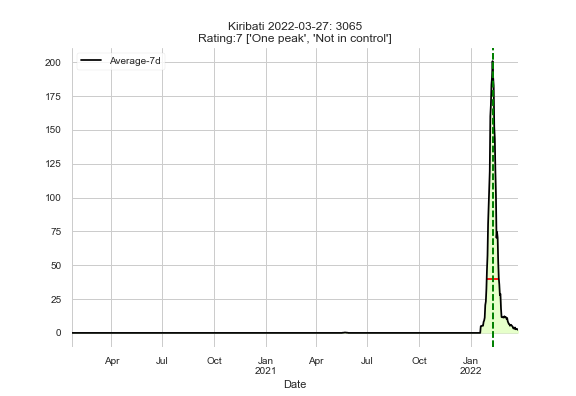 Kiribati 2022-03-27: 3065
Rating:7 ['One peak', 'Not in control']
Average-7d
200
175
150
125
100
75
50
25
0
Apr Jul Oct Jan Apr Jul Oct Jan
2021 2022
Date